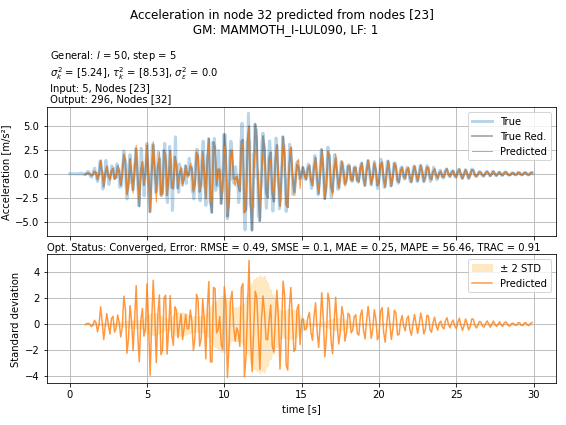 Acceleration in node 32 predicted from nodes [23]
GM: MAMMOTH_I-LUL090, LF: 1
General: l = 50, step = 5
σ²ₖ = [5.24], τ²ₖ = [8.53], σ²ε = 0.0
Input: 5, Nodes [23]
Output: 296, Nodes [32]
Acceleration [m/s²]
5.0
2.5
0.0
−2.5
−5.0
True
True Red.
Predicted
Opt. Status: Converged, Error: RMSE = 0.49, SMSE = 0.1, MAE = 0.25, MAPE = 56.46, TRAC = 0.91
Standard deviation
4
2
0
−2
−4
± 2 STD
Predicted
0 5 10 15 20 25 30
time [s]